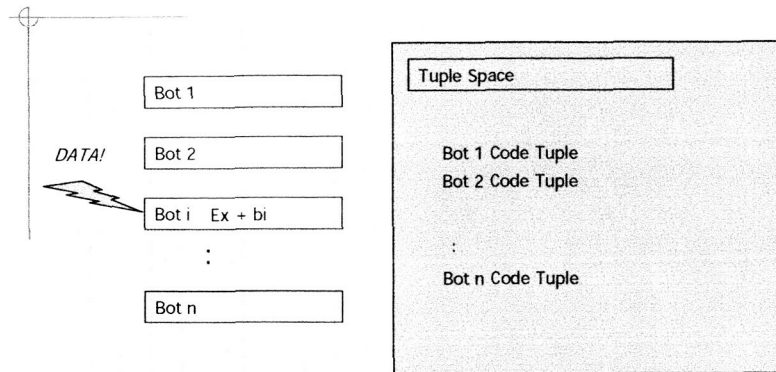 Bot 1
Bot 2
DATA!
Bot i Ex + bi
:
Bot n
Tuple Space
Bot 1 Code Tuple
Bot 2 Code Tuple
:
Bot n Code Tuple